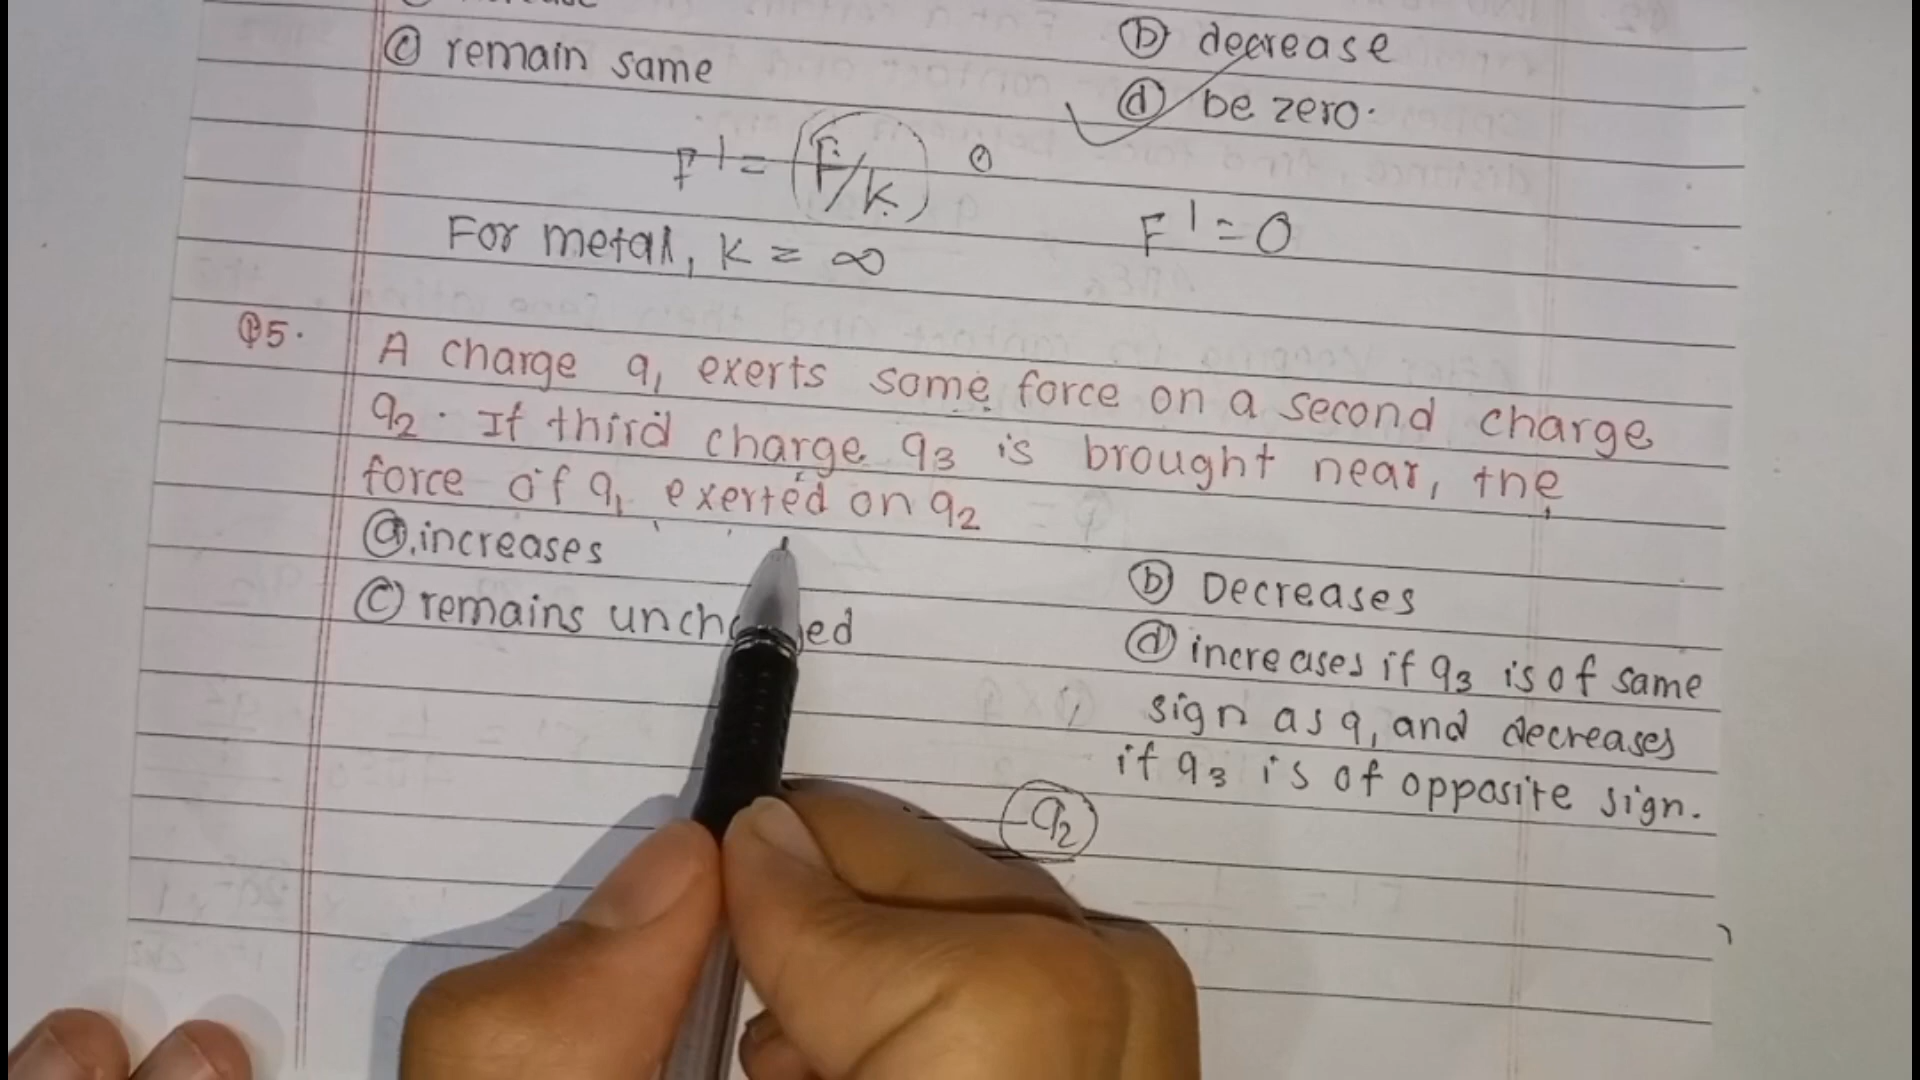 ⓒ remain same
ⓑ decrease
ⓓ be zero.
F' = (F/K) 0
F' = 0
For metal, K = ∞
Q5. A charge q₁ exerts some force on a second charge
q₂. If third charge q₃ is brought near, the
force of q₁ exerted on q₂
ⓐ. increases
ⓑ Decreases
ⓒ remains
ⓓ increases if q₃ is of same
sign as q₁ and decreases
if q₃ is of opposite sign.
q₂